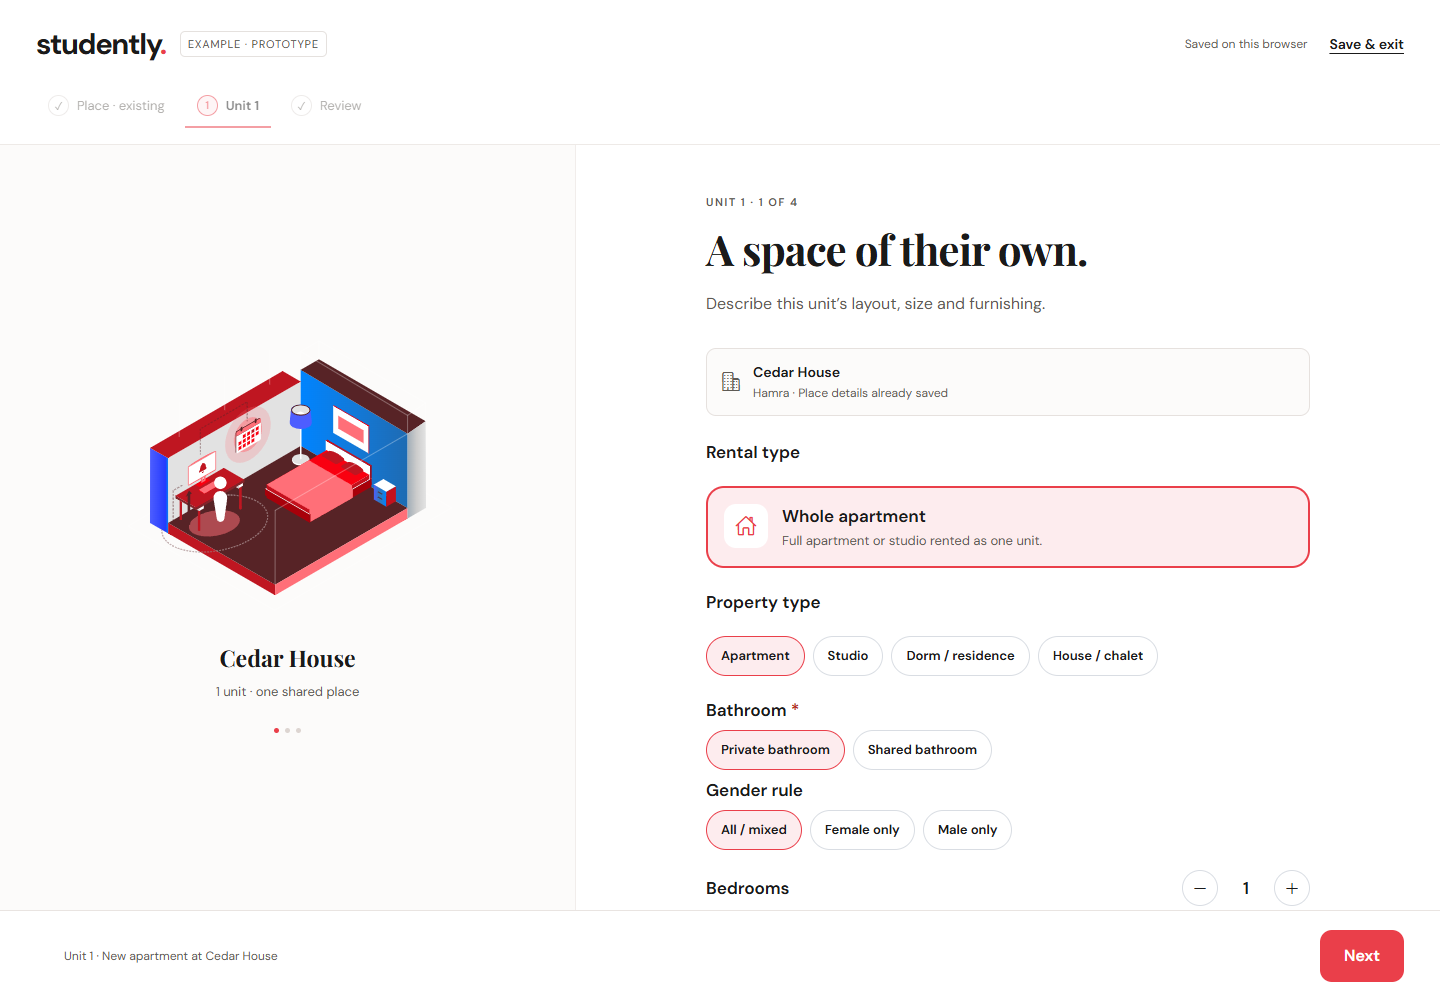 studently.
EXAMPLE · PROTOTYPE
Saved on this browser
Save & exit
Place · existing
1
Unit 1
Review
UNIT 1 · 1 OF 4
A space of their own.
Describe this unit’s layout, size and furnishing.
Cedar House
Hamra · Place details already saved
Rental type
Whole apartment
Full apartment or studio rented as one unit.
Property type
Apartment
Studio
Dorm / residence
House / chalet
Bathroom *
Private bathroom
Shared bathroom
Gender rule
All / mixed
Female only
Male only
Bedrooms
1
Cedar House
1 unit · one shared place
Unit 1 · New apartment at Cedar House
Next